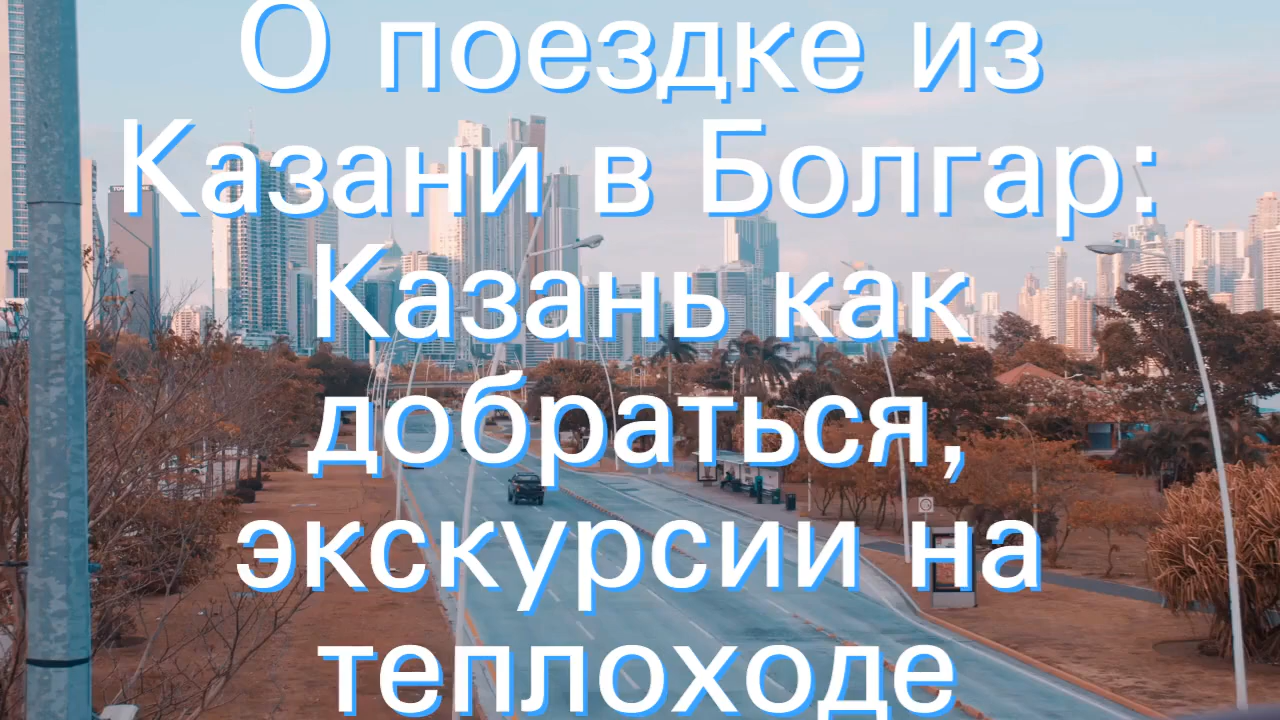 О поездке из
Казани в Болгар:
Казань как
добраться,
экскурсии на
теплоходе